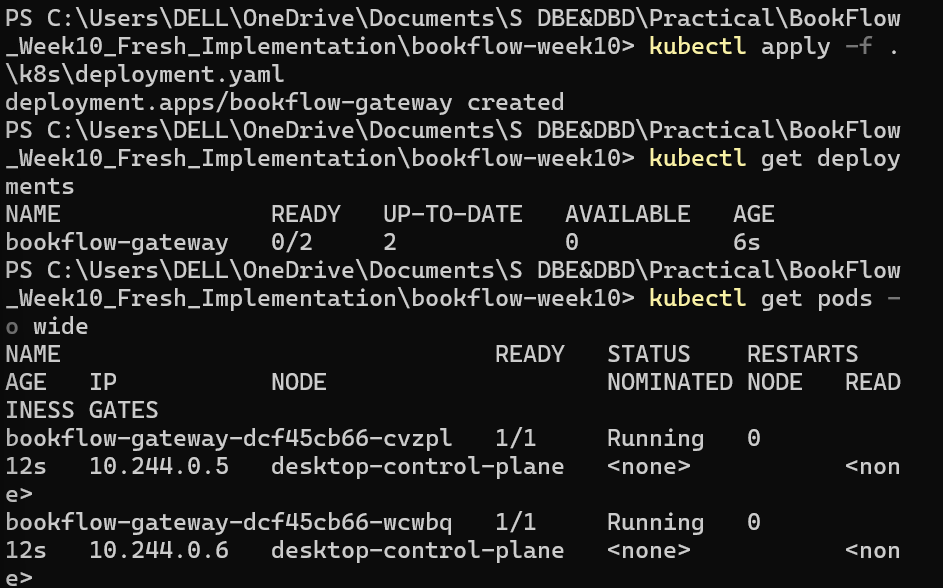 PS C:\Users\DELL\OneDrive\Documents\S DBE&DBD\Practical\BookFlow
_Week10_Fresh_Implementation\bookflow-week10> kubectl apply -f .
\k8s\deployment.yaml
deployment.apps/bookflow-gateway created
PS C:\Users\DELL\OneDrive\Documents\S DBE&DBD\Practical\BookFlow
_Week10_Fresh_Implementation\bookflow-week10> kubectl get deploy
ments
NAME               READY   UP-TO-DATE   AVAILABLE   AGE
bookflow-gateway   0/2     2            0           6s
PS C:\Users\DELL\OneDrive\Documents\S DBE&DBD\Practical\BookFlow
_Week10_Fresh_Implementation\bookflow-week10> kubectl get pods -
o wide
NAME                               READY   STATUS    RESTARTS
AGE   IP           NODE                    NOMINATED NODE   READ
INESS GATES
bookflow-gateway-dcf45cb66-cvzpl   1/1     Running   0
12s   10.244.0.5   desktop-control-plane   <none>           <non
e>
bookflow-gateway-dcf45cb66-wcwbq   1/1     Running   0
12s   10.244.0.6   desktop-control-plane   <none>           <non
e>